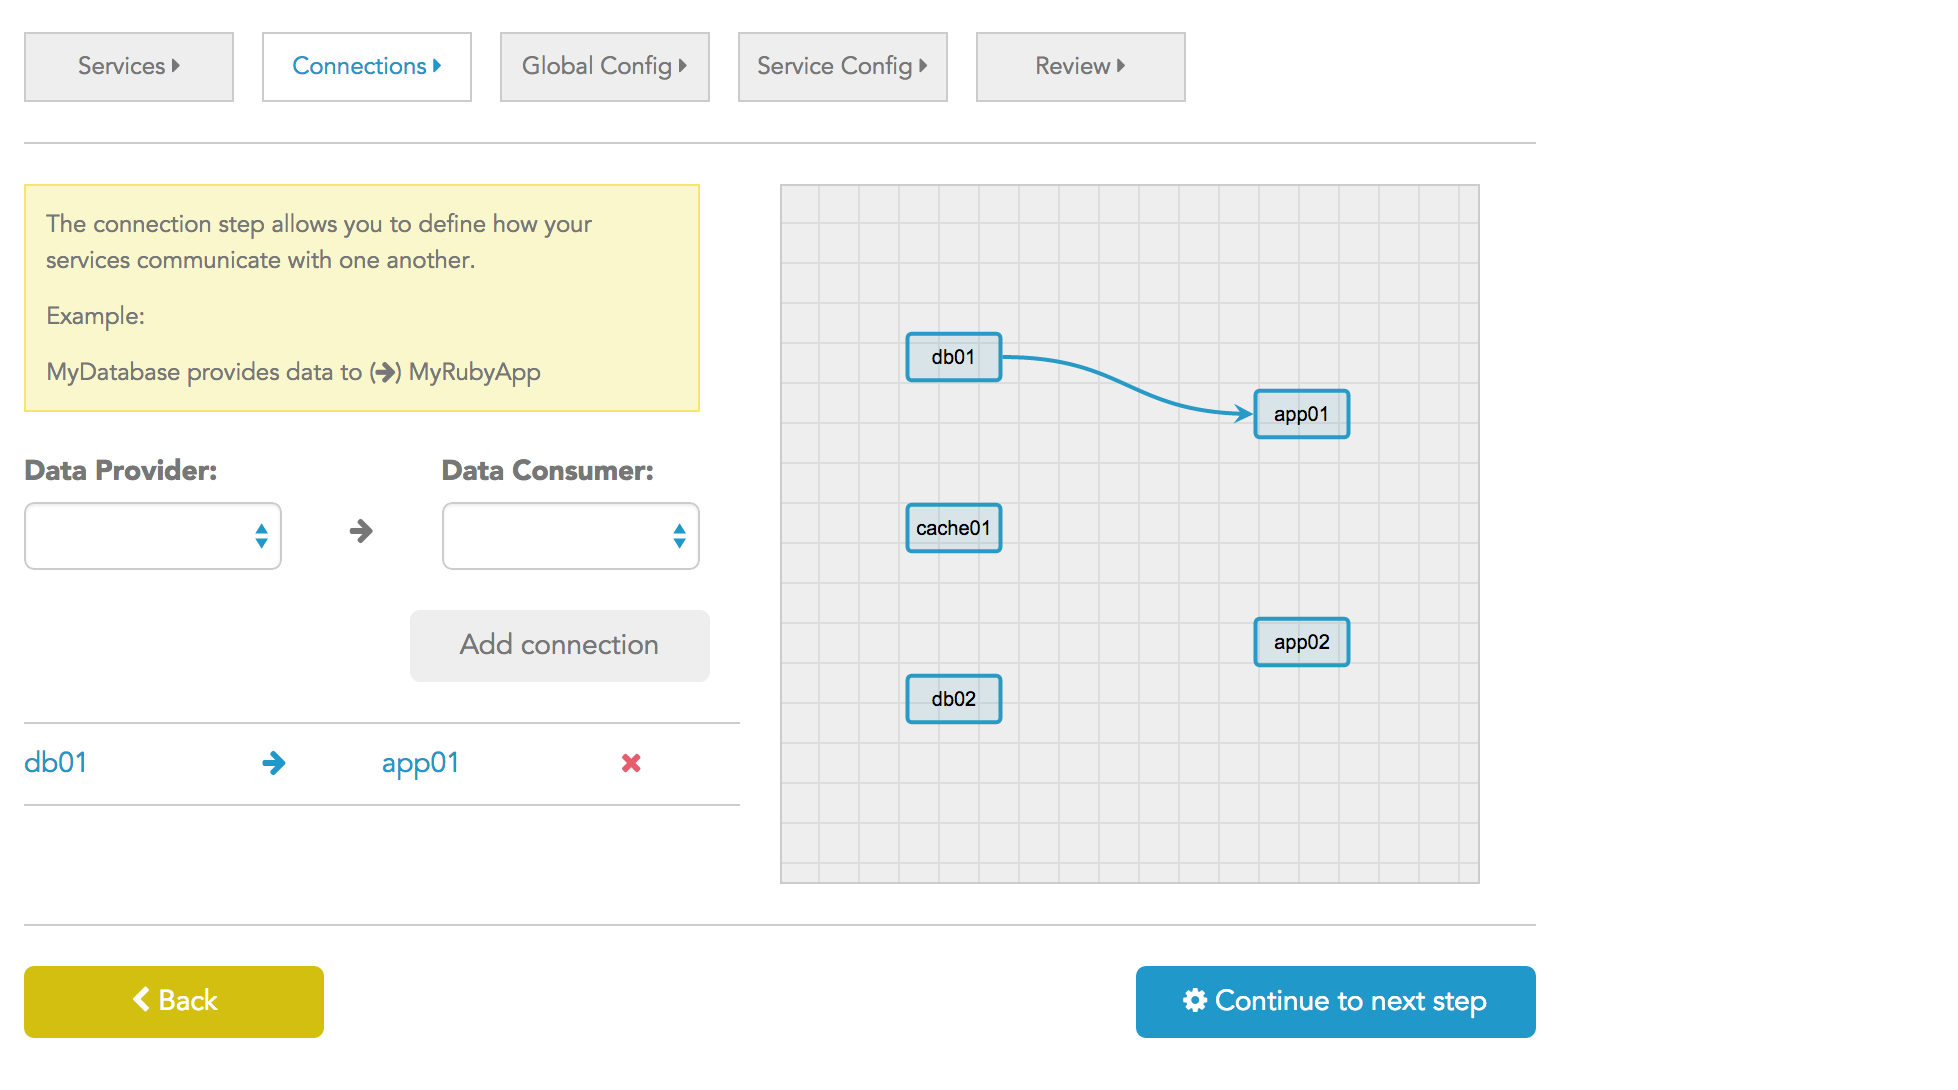 Services
Connections
Global Config
Service Config
Review
The connection step allows you to define how your
services communicate with one another.
Example:
MyDatabase provides data to (➔) MyRubyApp
Data Provider:
Data Consumer:
Add connection
db01
app01
db01
app01
cache01
app02
db02
Back
Continue to next step